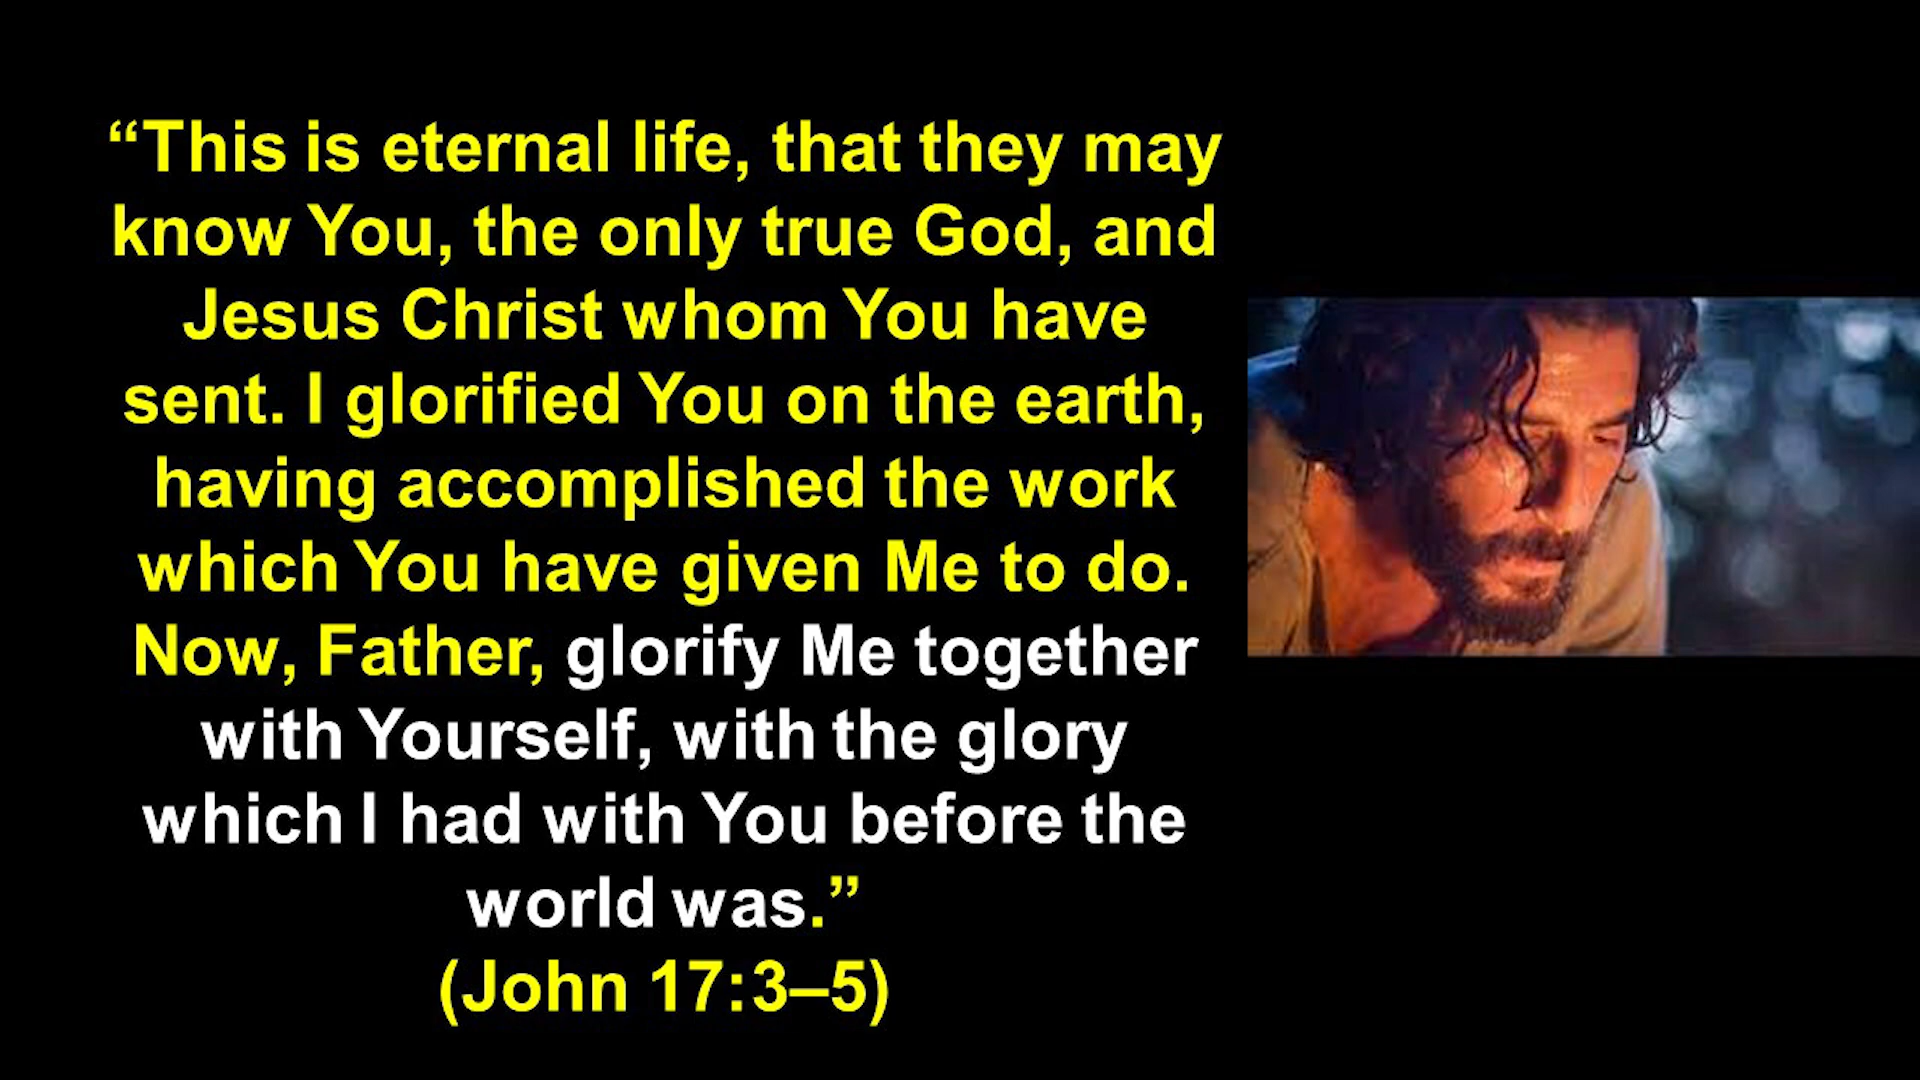 “This is eternal life, that they may
know You, the only true God, and
Jesus Christ whom You have
sent. I glorified You on the earth,
having accomplished the work
which You have given Me to do.
Now, Father, glorify Me together
with Yourself, with the glory
which I had with You before the
world was.”
(John 17:3–5)